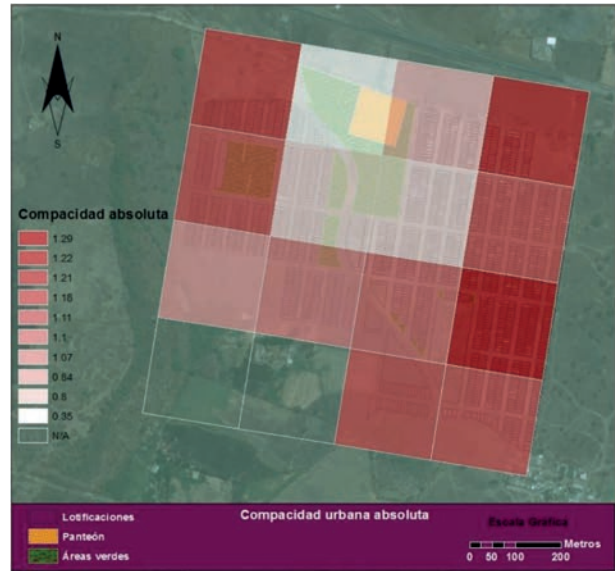 N
S
Compacidad absoluta
1.29
1.22
1.21
1.18
1.11
1.1
1.07
0.64
0.8
0.35
N/A
Lotificaciones
Panteón
Áreas verdes
Compacidad urbana absoluta
Escala Gráfica
Metros
0 50 100 200